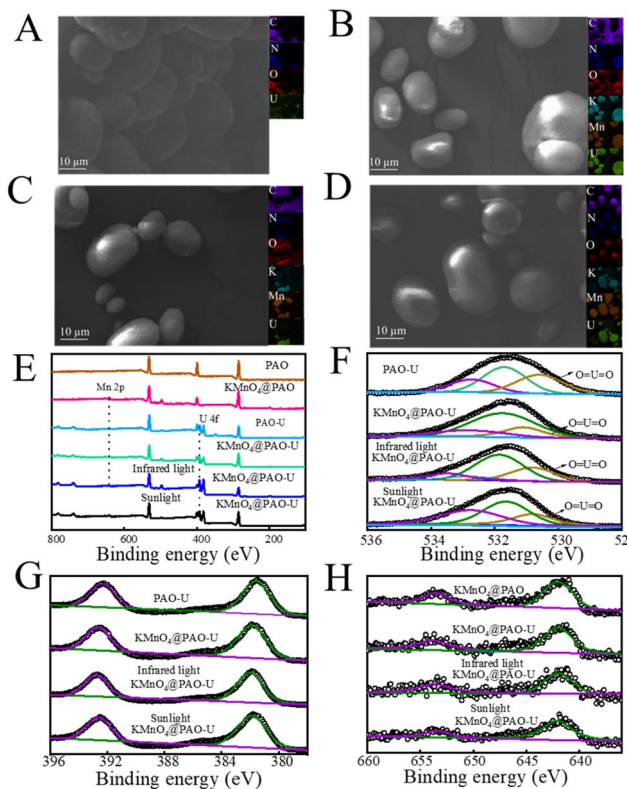 A
C
N
O
U
10 µm
B
C
N
O
K
Mn
U
10 µm
C
C
N
O
K
Mn
U
10 µm
D
C
N
O
K
Mn
U
10 µm
E
PAO
Mn 2p
KMnO₄@PAO
PAO-U
U 4f
KMnO₄@PAO-U
Infrared light
KMnO₄@PAO-U
Sunlight
KMnO₄@PAO-U
800 600 400 200
Binding energy (eV)
F
PAO-U
O=U=O
KMnO₄@PAO-U
O=U=O
Infrared light
KMnO₄@PAO-U
O=U=O
Sunlight
KMnO₄@PAO-U
O=U=O
536 534 532 530 528
Binding energy (eV)
G
PAO-U
KMnO₄@PAO-U
Infrared light
KMnO₄@PAO-U
Sunlight
KMnO₄@PAO-U
396 392 388 384 380
Binding energy (eV)
H
KMnO₄@PAO
KMnO₄@PAO-U
Infrared light
KMnO₄@PAO-U
Sunlight
KMnO₄@PAO-U
660 655 650 645 640
Binding energy (eV)